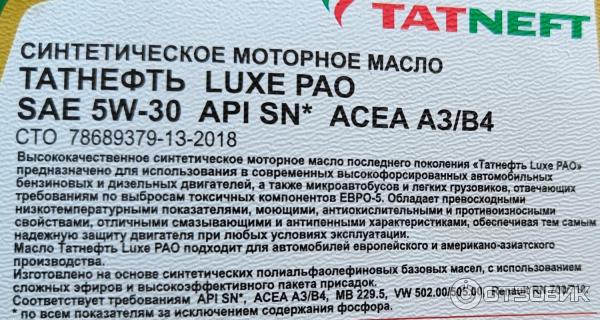 TATNEFT
СИНТЕТИЧЕСКОЕ МОТОРНОЕ МАСЛО
ТАТНЕФТЬ LUXE PAO
SAE 5W-30 API SN* ACEA A3/B4
СТО 78689379-13-2018
Высококачественное синтетическое моторное масло последнего поколения «Татнефть Luxe PAO»
предназначено для использования в современных высокофорсированных автомобильных
бензиновых и дизельных двигателей, а также микроавтобусов и легких грузовиков, отвечающих
требованиям по выбросам токсичных компонентов ЕВРО-5. Обладает превосходными
низкотемпературными показателями, моющими, антиокислительными и противоизносными
свойствами, отличными смазывающими и антипенными характеристиками, обеспечивая тем самым
надежную защиту двигателя при любых условиях эксплуатации.
Масло Татнефть Luxe PAO подходит для автомобилей европейского и американо-азиатского
производства.
Изготовлено на основе синтетических полиальфаолефиновых базовых масел, с использованием
сложных эфиров и высокоэффективного пакета присадок.
Соответствует требованиям API SN*, ACEA A3/B4, MB 229.5, VW 502.00/505.00, Renault RN 700/710.
* по всем показателям за исключением содержания фосфора.
ОТЗОВИК